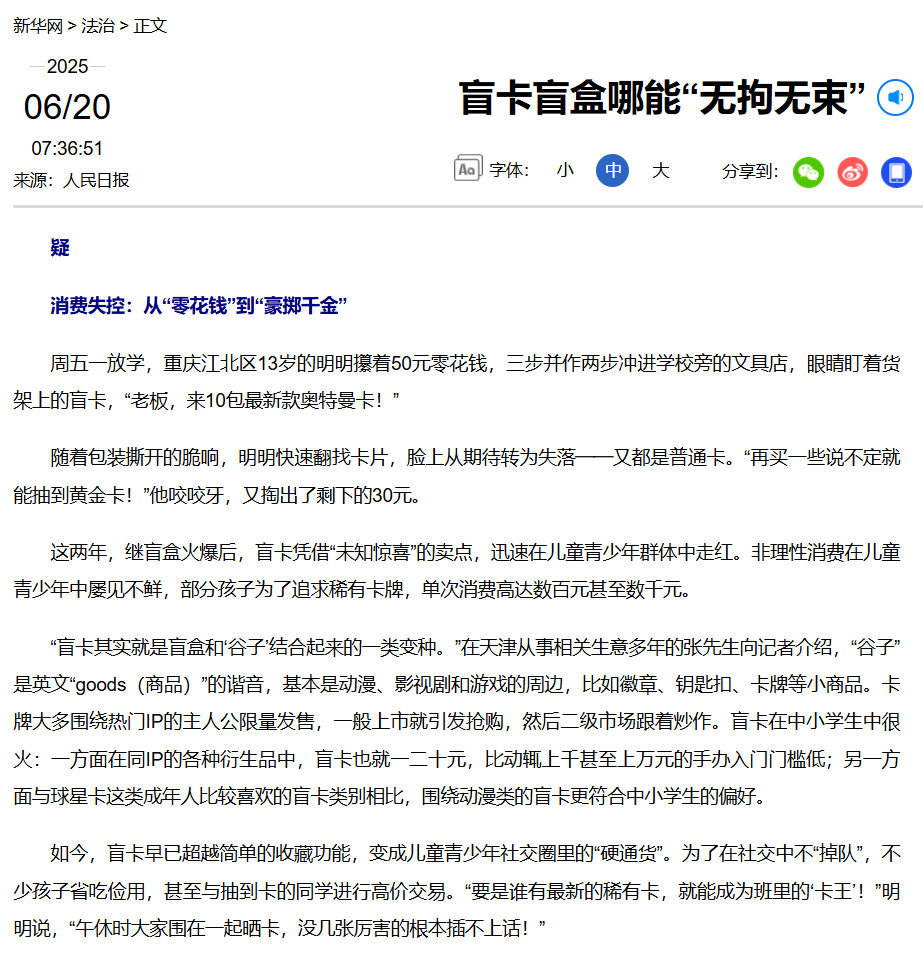 新华网 > 法治 > 正文
2025
06/20
07:36:51
来源：人民日报
盲卡盲盒哪能“无拘无束”
Aa 字体： 小 中 大 分享到：
疑
消费失控：从“零花钱”到“豪掷千金”
周五一放学，重庆江北区13岁的明明攥着50元零花钱，三步并作两步冲进学校旁的文具店，眼睛盯着货
架上的盲卡，“老板，来10包最新款奥特曼卡！”
随着包装撕开的脆响，明明快速翻找卡片，脸上从期待转为失落——又都是普通卡。“再买一些说不定就
能抽到黄金卡！”他咬咬牙，又掏出了剩下的30元。
这两年，继盲盒火爆后，盲卡凭借“未知惊喜”的卖点，迅速在儿童青少年群体中走红。非理性消费在儿童
青少年中屡见不鲜，部分孩子为了追求稀有卡牌，单次消费高达数百元甚至数千元。
“盲卡其实就是盲盒和‘谷子’结合起来的一类变种。”在天津从事相关生意多年的张先生向记者介绍，“谷子”
是英文“goods（商品）”的谐音，基本是动漫、影视剧和游戏的周边，比如徽章、钥匙扣、卡牌等小商品。卡
牌大多围绕热门IP的主人公限量发售，一般上市就引发抢购，然后二级市场跟着炒作。盲卡在中小学生中很
火：一方面在同IP的各种衍生品中，盲卡也就一二十元，比动辄上千甚至上万元的手办入门门槛低；另一方
面与球星卡这类成年人比较喜欢的盲卡类别相比，围绕动漫类的盲卡更符合中小学生的偏好。
如今，盲卡早已超越简单的收藏功能，变成儿童青少年社交圈里的“硬通货”。为了在社交中不“掉队”，不
少孩子省吃俭用，甚至与抽到卡的同学进行高价交易。“要是谁有最新的稀有卡，就能成为班里的‘卡王’！”明
明说，“午休时大家围在一起晒卡，没几张厉害的根本插不上话！”